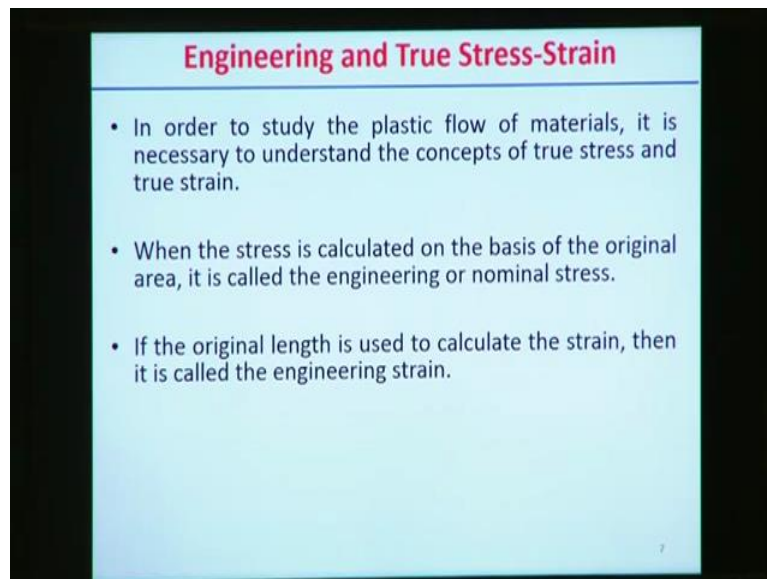 Engineering and True Stress-Strain
• In order to study the plastic flow of materials, it is
necessary to understand the concepts of true stress and
true strain.
• When the stress is calculated on the basis of the original
area, it is called the engineering or nominal stress.
• If the original length is used to calculate the strain, then
it is called the engineering strain.
7